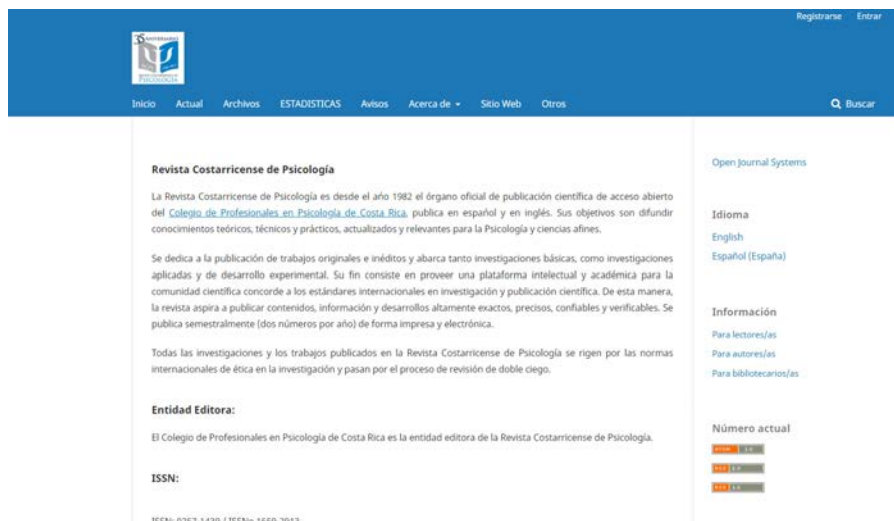 Registrarse Entrar
35 ANIVERSARIO
PSICOLOGÍA
Inicio Actual Archivos ESTADISTICAS Avisos Acerca de Sitio Web Otros Buscar
Revista Costarricense de Psicología
La Revista Costarricense de Psicología es desde el año 1982 el órgano oficial de publicación científica de acceso abierto
del Colegio de Profesionales en Psicología de Costa Rica, publica en español y en inglés. Sus objetivos son difundir
conocimientos teóricos, técnicos y prácticos, actualizados y relevantes para la Psicología y ciencias afines.
Se dedica a la publicación de trabajos originales e inéditos y abarca tanto investigaciones básicas, como investigaciones
aplicadas y de desarrollo experimental. Su fin consiste en proveer una plataforma intelectual y académica para la
comunidad científica concorde a los estándares internacionales en investigación y publicación científica. De esta manera,
la revista aspira a publicar contenidos, información y desarrollos altamente exactos, precisos, confiables y verificables. Se
publica semestralmente (dos números por año) de forma impresa y electrónica.
Todas las investigaciones y los trabajos publicados en la Revista Costarricense de Psicología se rigen por las normas
internacionales de ética en la investigación y pasan por el proceso de revisión de doble ciego.
Entidad Editora:
El Colegio de Profesionales en Psicología de Costa Rica es la entidad editora de la Revista Costarricense de Psicología.
ISSN:
Open Journal Systems
Idioma
English
Español (España)
Información
Para lectores/as
Para autores/as
Para bibliotecarios/as
Número actual